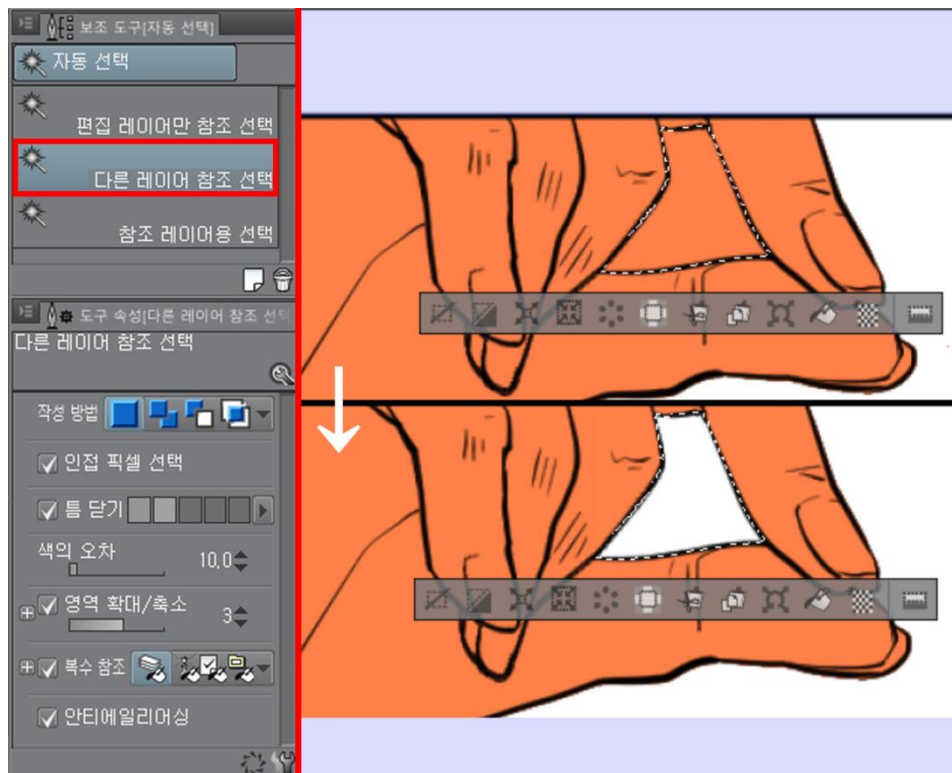 보조 도구[자동 선택]
자동 선택
편집 레이어만 참조 선택
다른 레이어 참조 선택
참조 레이어용 선택
도구 속성[다른 레이어 참조 선택
다른 레이어 참조 선택
작성 방법
인접 픽셀 선택
틈 닫기
색의 오차 10.0
영역 확대/축소 3
복수 참조
안티에일리어싱